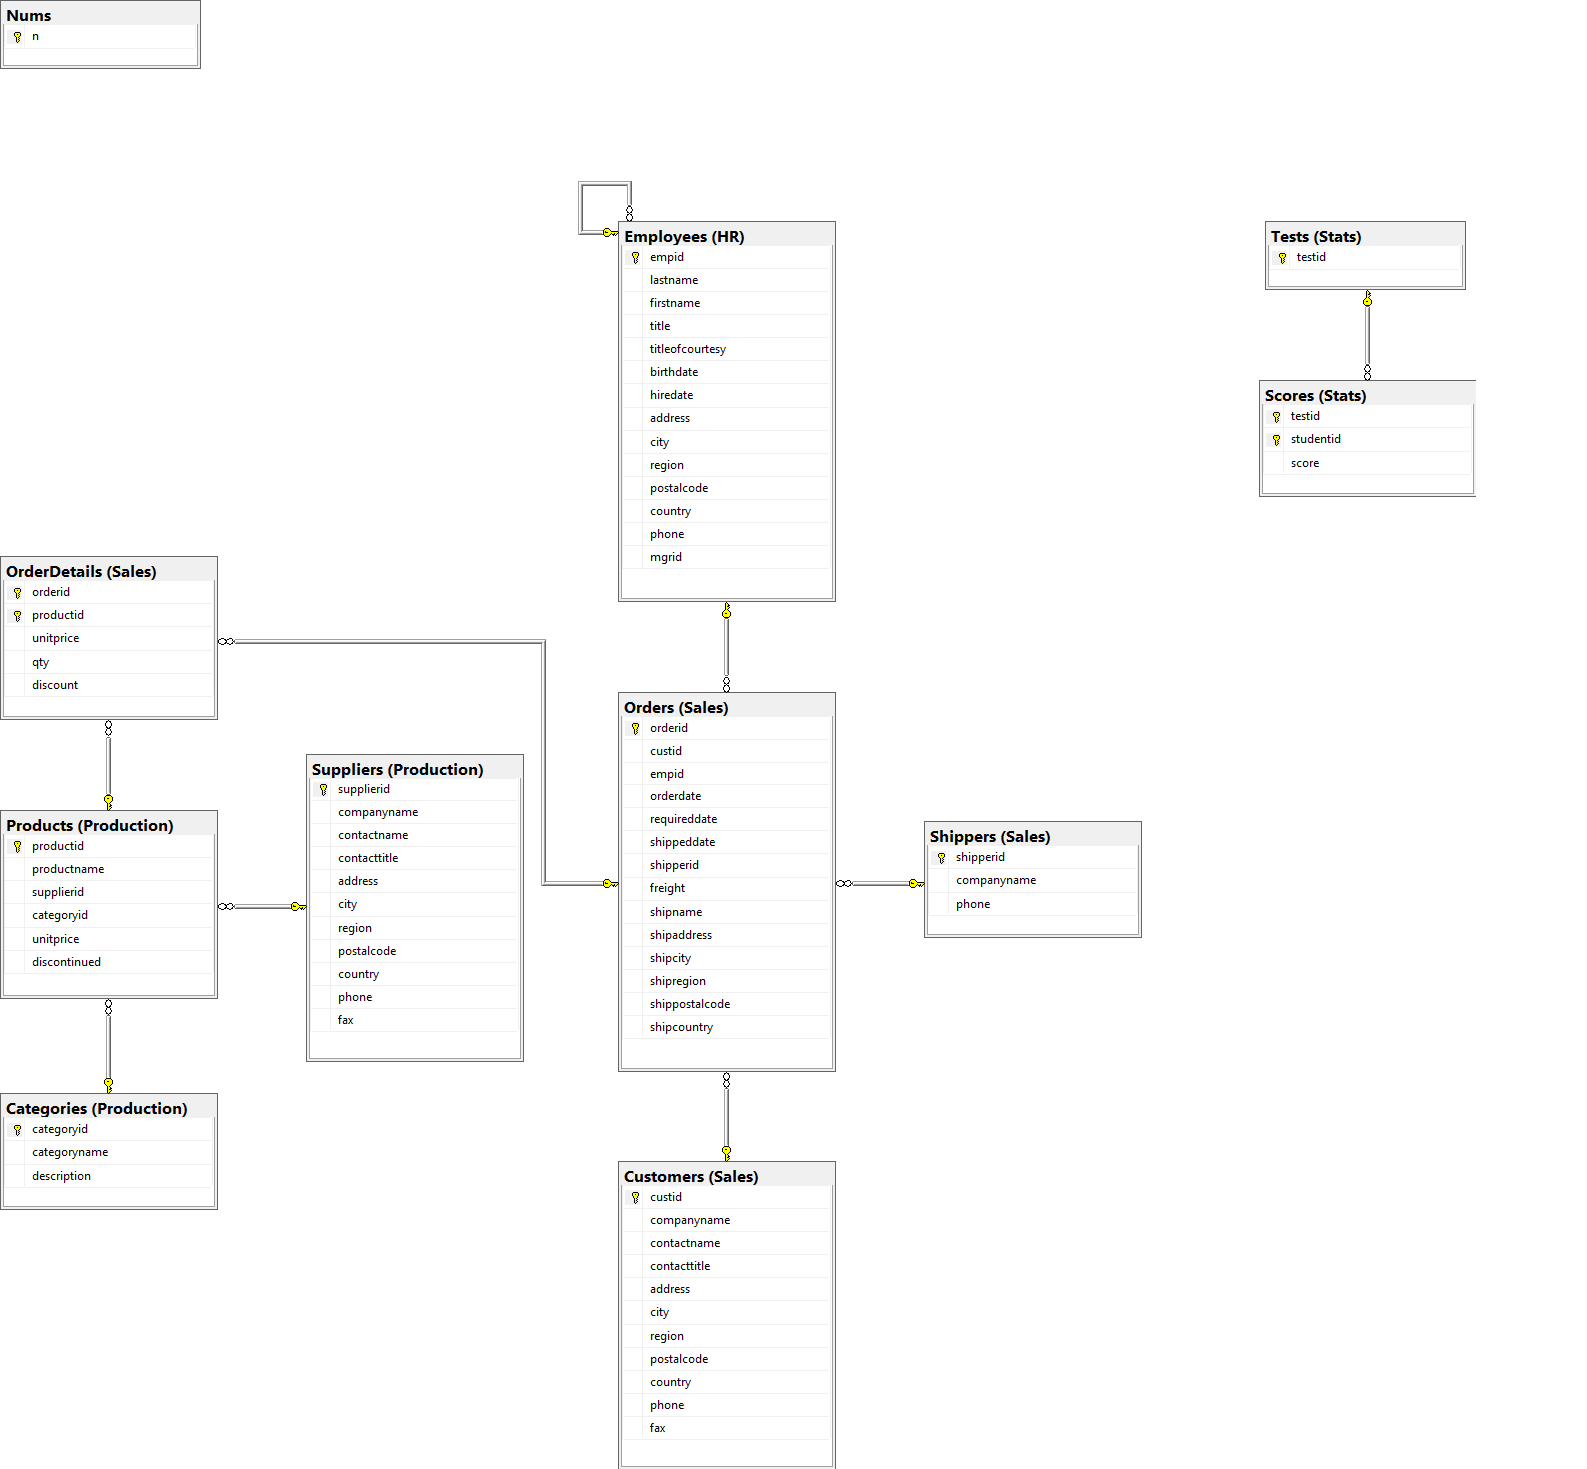 Nums
n
Employees (HR)
empid
lastname
firstname
title
titleofcourtesy
birthdate
hiredate
address
city
region
postalcode
country
phone
mgrid
Tests (Stats)
testid
Scores (Stats)
testid
studentid
score
OrderDetails (Sales)
orderid
productid
unitprice
qty
discount
Products (Production)
productid
productname
supplierid
categoryid
unitprice
discontinued
Categories (Production)
categoryid
categoryname
description
Suppliers (Production)
supplierid
companyname
contactname
contacttitle
address
city
region
postalcode
country
phone
fax
Orders (Sales)
orderid
custid
empid
orderdate
requireddate
shippeddate
shipperid
freight
shipname
shipaddress
shipcity
shipregion
shippostalcode
shipcountry
Shippers (Sales)
shipperid
companyname
phone
Customers (Sales)
custid
companyname
contactname
contacttitle
address
city
region
postalcode
country
phone
fax